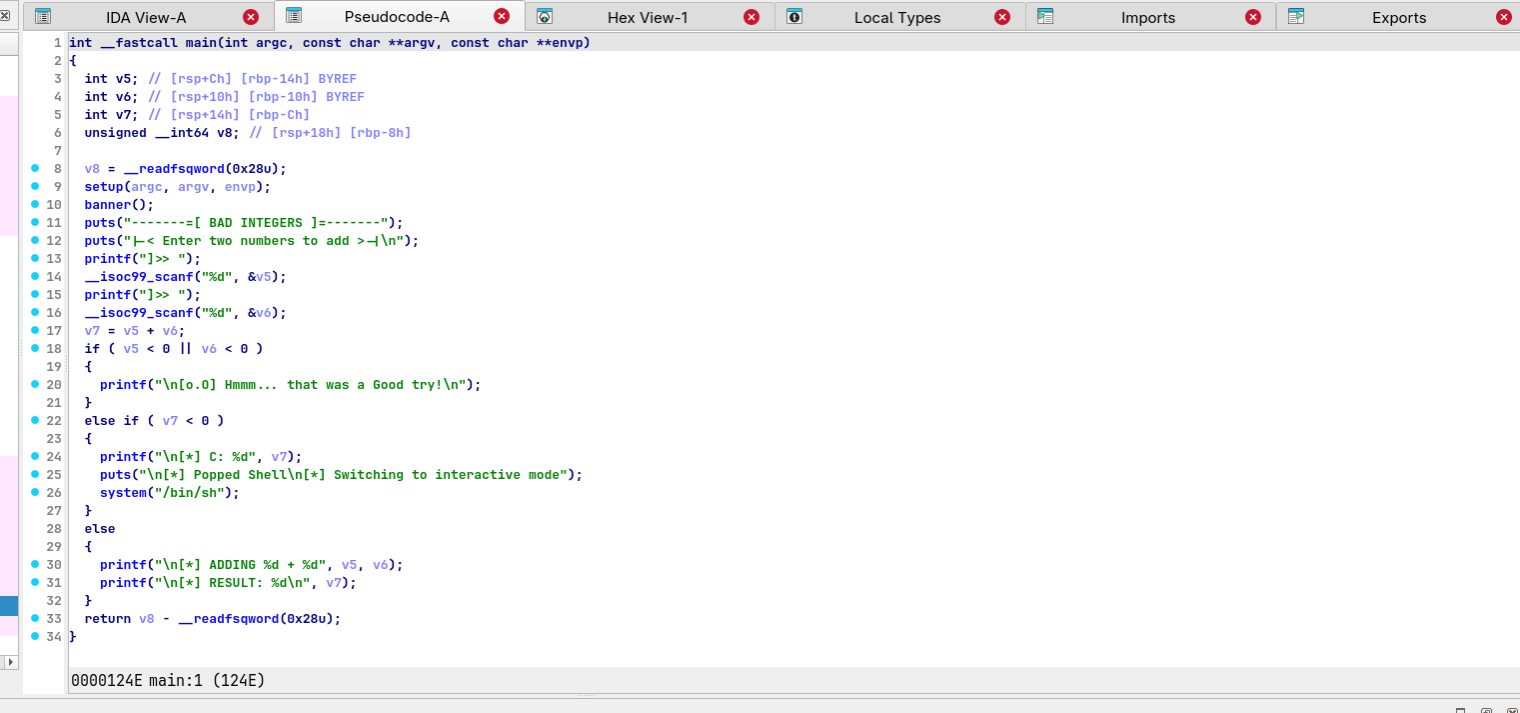 IDA View-A Pseudocode-A Hex View-1 Local Types Imports Exports
1 int __fastcall main(int argc, const char **argv, const char **envp)
2 {
3   int v5; // [rsp+Ch] [rbp-14h] BYREF
4   int v6; // [rsp+10h] [rbp-10h] BYREF
5   int v7; // [rsp+14h] [rbp-Ch]
6   unsigned __int64 v8; // [rsp+18h] [rbp-8h]
7
8   v8 = __readfsqword(0x28u);
9   setup(argc, argv, envp);
10   banner();
11   puts("-------=[ BAD INTEGERS ]=-------");
12   puts("|-< Enter two numbers to add >-|\n");
13   printf("]>> ");
14   __isoc99_scanf("%d", &v5);
15   printf("]>> ");
16   __isoc99_scanf("%d", &v6);
17   v7 = v5 + v6;
18   if ( v5 < 0 || v6 < 0 )
19   {
20     printf("\n[o.O] Hmmm... that was a Good try!\n");
21   }
22   else if ( v7 < 0 )
23   {
24     printf("\n[*] C: %d", v7);
25     puts("\n[*] Popped Shell\n[*] Switching to interactive mode");
26     system("/bin/sh");
27   }
28   else
29   {
30     printf("\n[*] ADDING %d + %d", v5, v6);
31     printf("\n[*] RESULT: %d\n", v7);
32   }
33   return v8 - __readfsqword(0x28u);
34 }
0000124E main:1 (124E)